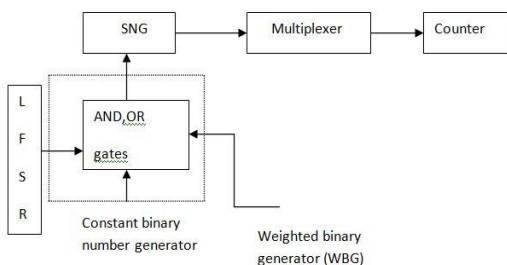 SNG
Multiplexer
Counter
L
F
S
R
AND,OR
gates
Constant binary
number generator
Weighted binary
generator (WBG)